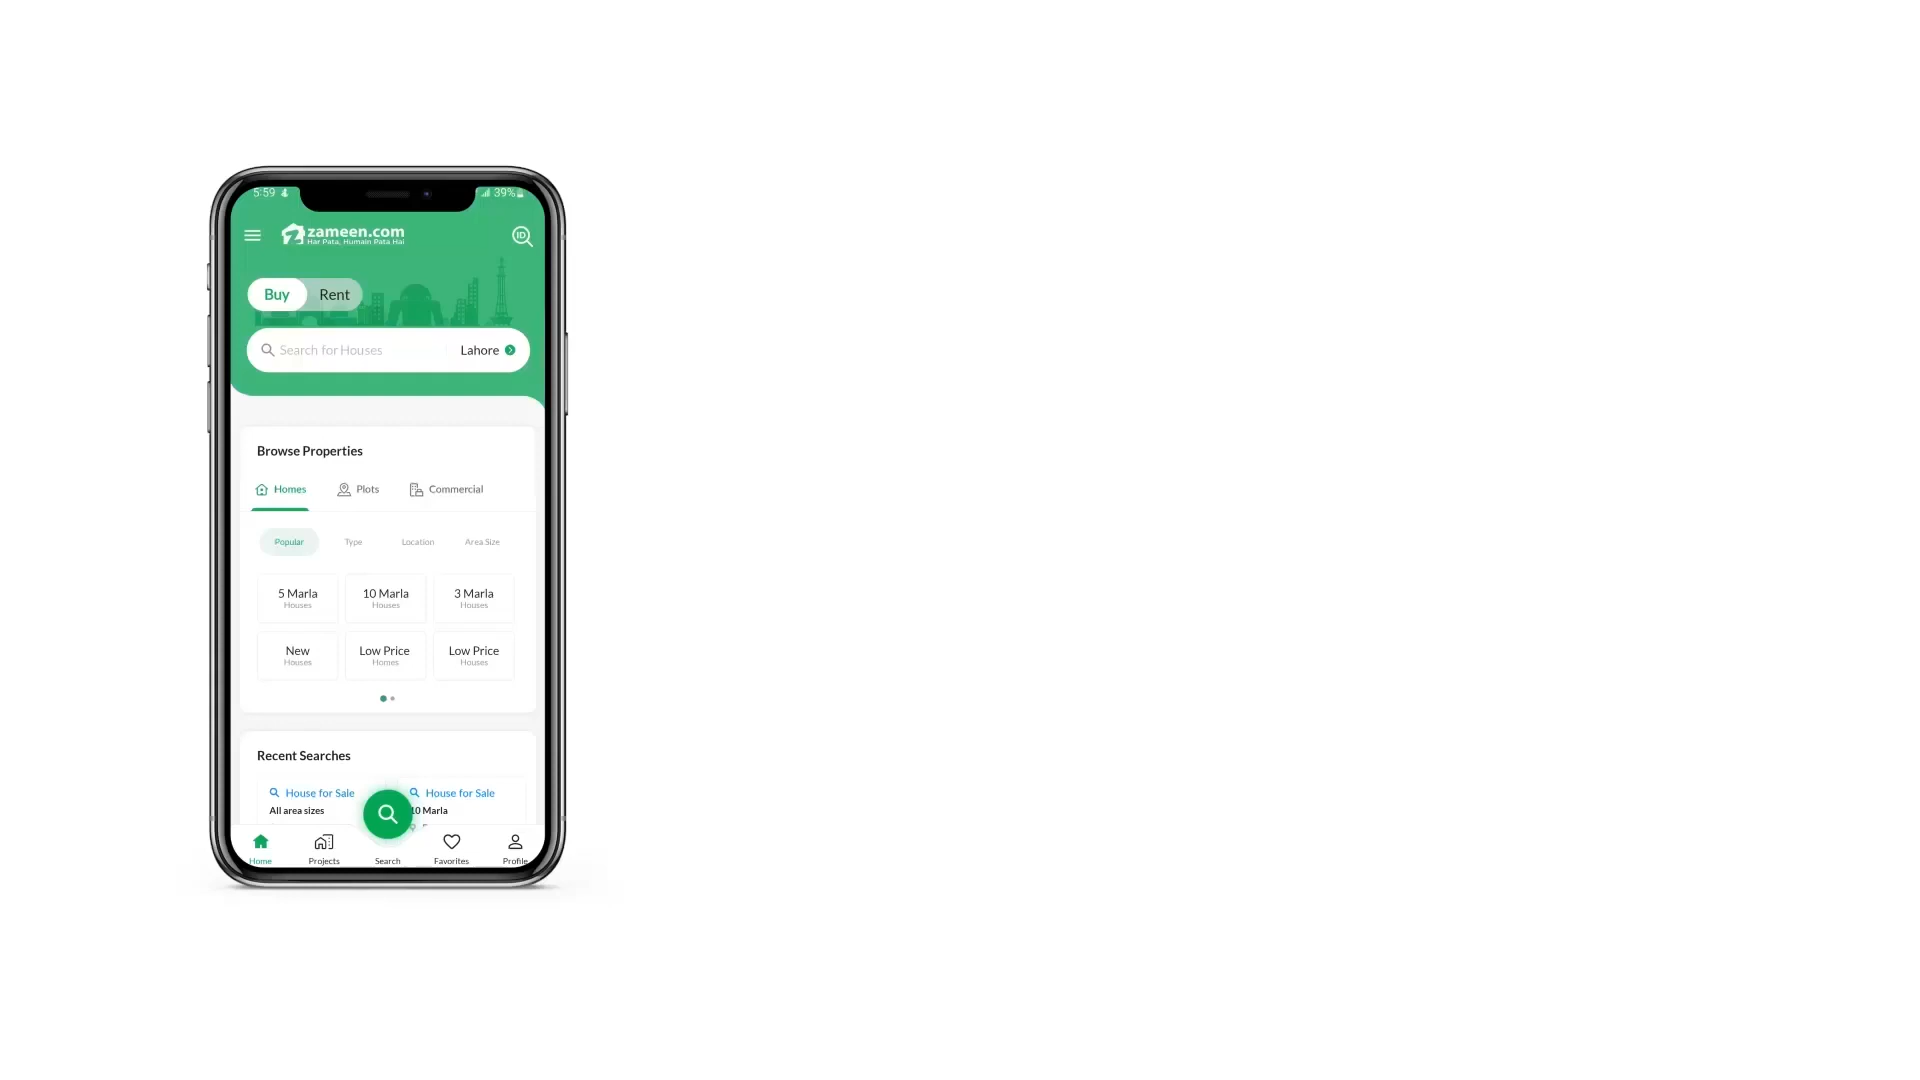 5:59
39%
zameen.com
Har Pata, Humain Pata Hai
ID
Buy Rent
Search for Houses Lahore
Browse Properties
Homes Plots Commercial
Popular Type Location Area Size
5 Marla 10 Marla 3 Marla
Houses Houses Houses
New Low Price Low Price
Houses Homes Houses
Recent Searches
House for Sale House for Sale
All area sizes 10 Marla
Home Projects Search Favorites Profile